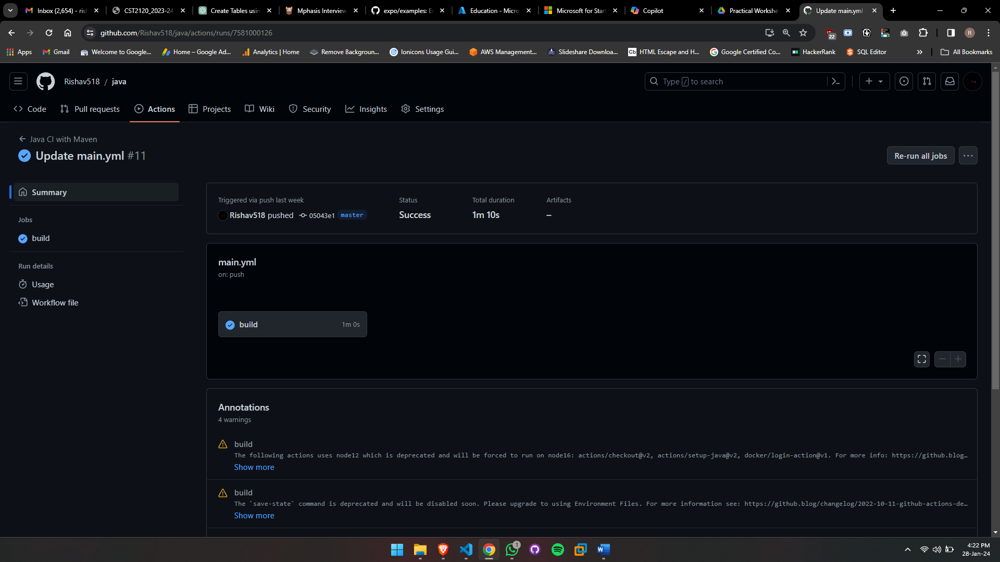 Inbox (2,654) - ris
CST2120_2023-24
Create Tables usin
Mphasis Interview
expo/examples: E
Education - Micro
Microsoft for Star
Copilot
Practical Workshe
Update main.yml
github.com/Rishav518/java/actions/runs/7581000126
22
R
Apps
Gmail
Welcome to Google...
Home – Google Ad...
Analytics | Home
Remove Backgroun...
Ionicons Usage Gui...
AWS Management...
Slideshare Downloa...
Cb HTML Escape and H...
Google Certified Co...
HackerRank
SQL Editor
All Bookmarks
Rishav518 / java
Type / to search
Code
Pull requests
Actions
Projects
Wiki
Security
Insights
Settings
Java CI with Maven
Update main.yml #11
Re-run all jobs
Summary
Jobs
build
Run details
Usage
Workflow file
Triggered via push last week
Rishav518 pushed 05043e1 master
Status
Success
Total duration
1m 10s
Artifacts
–
main.yml
on: push
build 1m 0s
Annotations
4 warnings
build
The following actions uses node12 which is deprecated and will be forced to run on node16: actions/checkout@v2, actions/setup-java@v2, docker/login-action@v1. For more info: https://github.blog…
Show more
build
The `save-state` command is deprecated and will be disabled soon. Please upgrade to using Environment Files. For more information see: https://github.blog/changelog/2022-10-11-github-actions-de…
Show more
1
4:22 PM
28-Jan-24